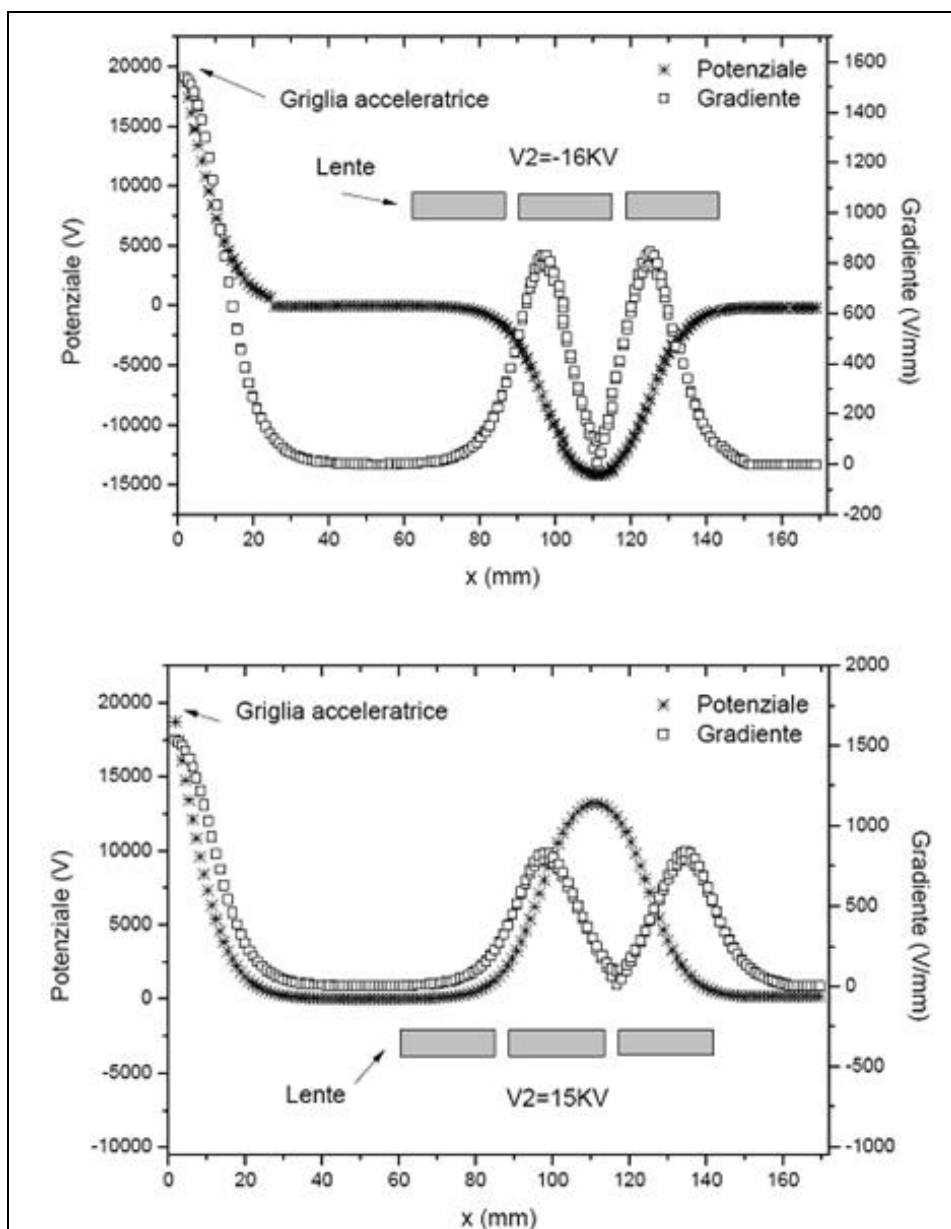 20000
15000
10000
5000
0
-5000
-10000
-15000
Potenziale (V)
Griglia acceleratrice
Potenziale
Gradiente
V2=-16KV
Lente
1600
1400
1200
1000
800
600
400
200
0
-200
Gradiente (V/mm)
0 20 40 60 80 100 120 140 160
x (mm)
20000
15000
10000
5000
0
-5000
-10000
Potenziale (V)
Griglia acceleratrice
Potenziale
Gradiente
Lente
V2=15KV
2000
1500
1000
500
0
-500
-1000
Gradiente (V/mm)
0 20 40 60 80 100 120 140 160
x (mm)